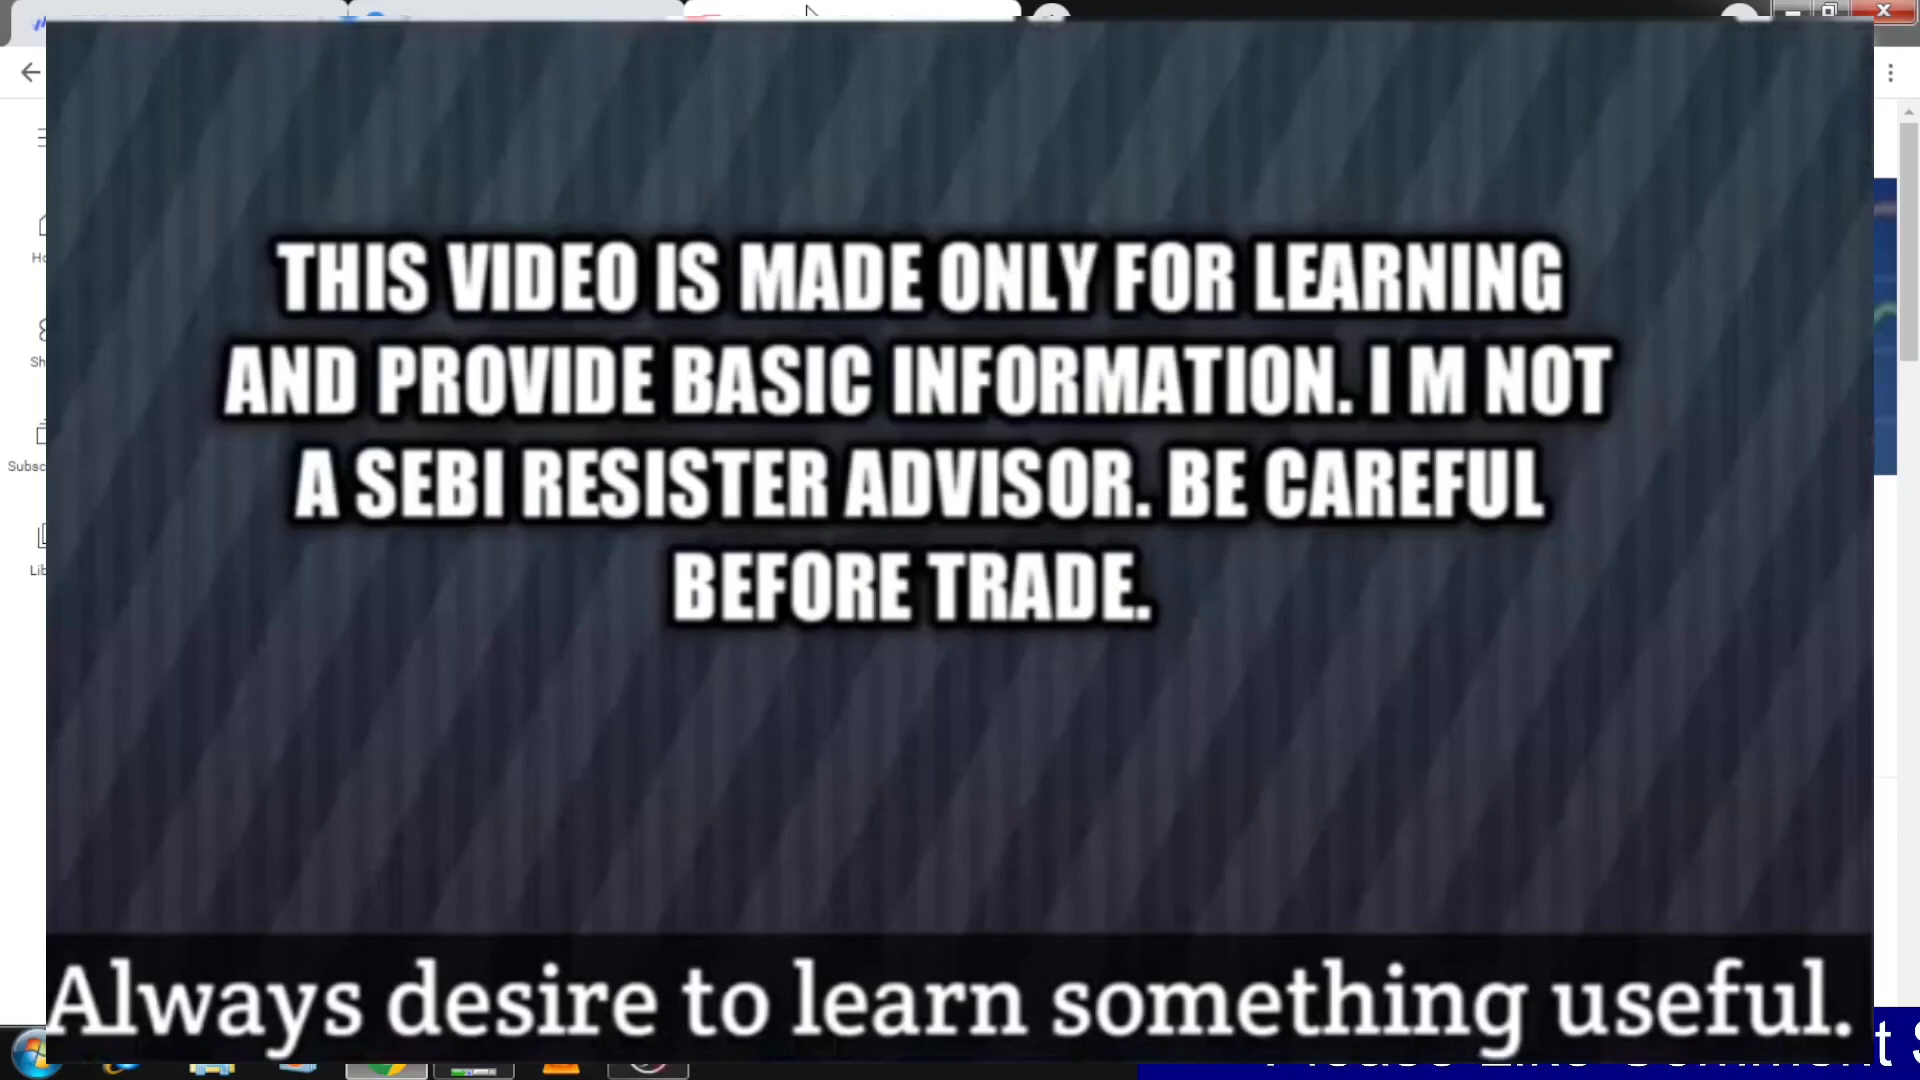 THIS VIDEO IS MADE ONLY FOR LEARNING
AND PROVIDE BASIC INFORMATION. I M NOT
A SEBI RESISTER ADVISOR. BE CAREFUL
BEFORE TRADE.
Always desire to learn something useful.